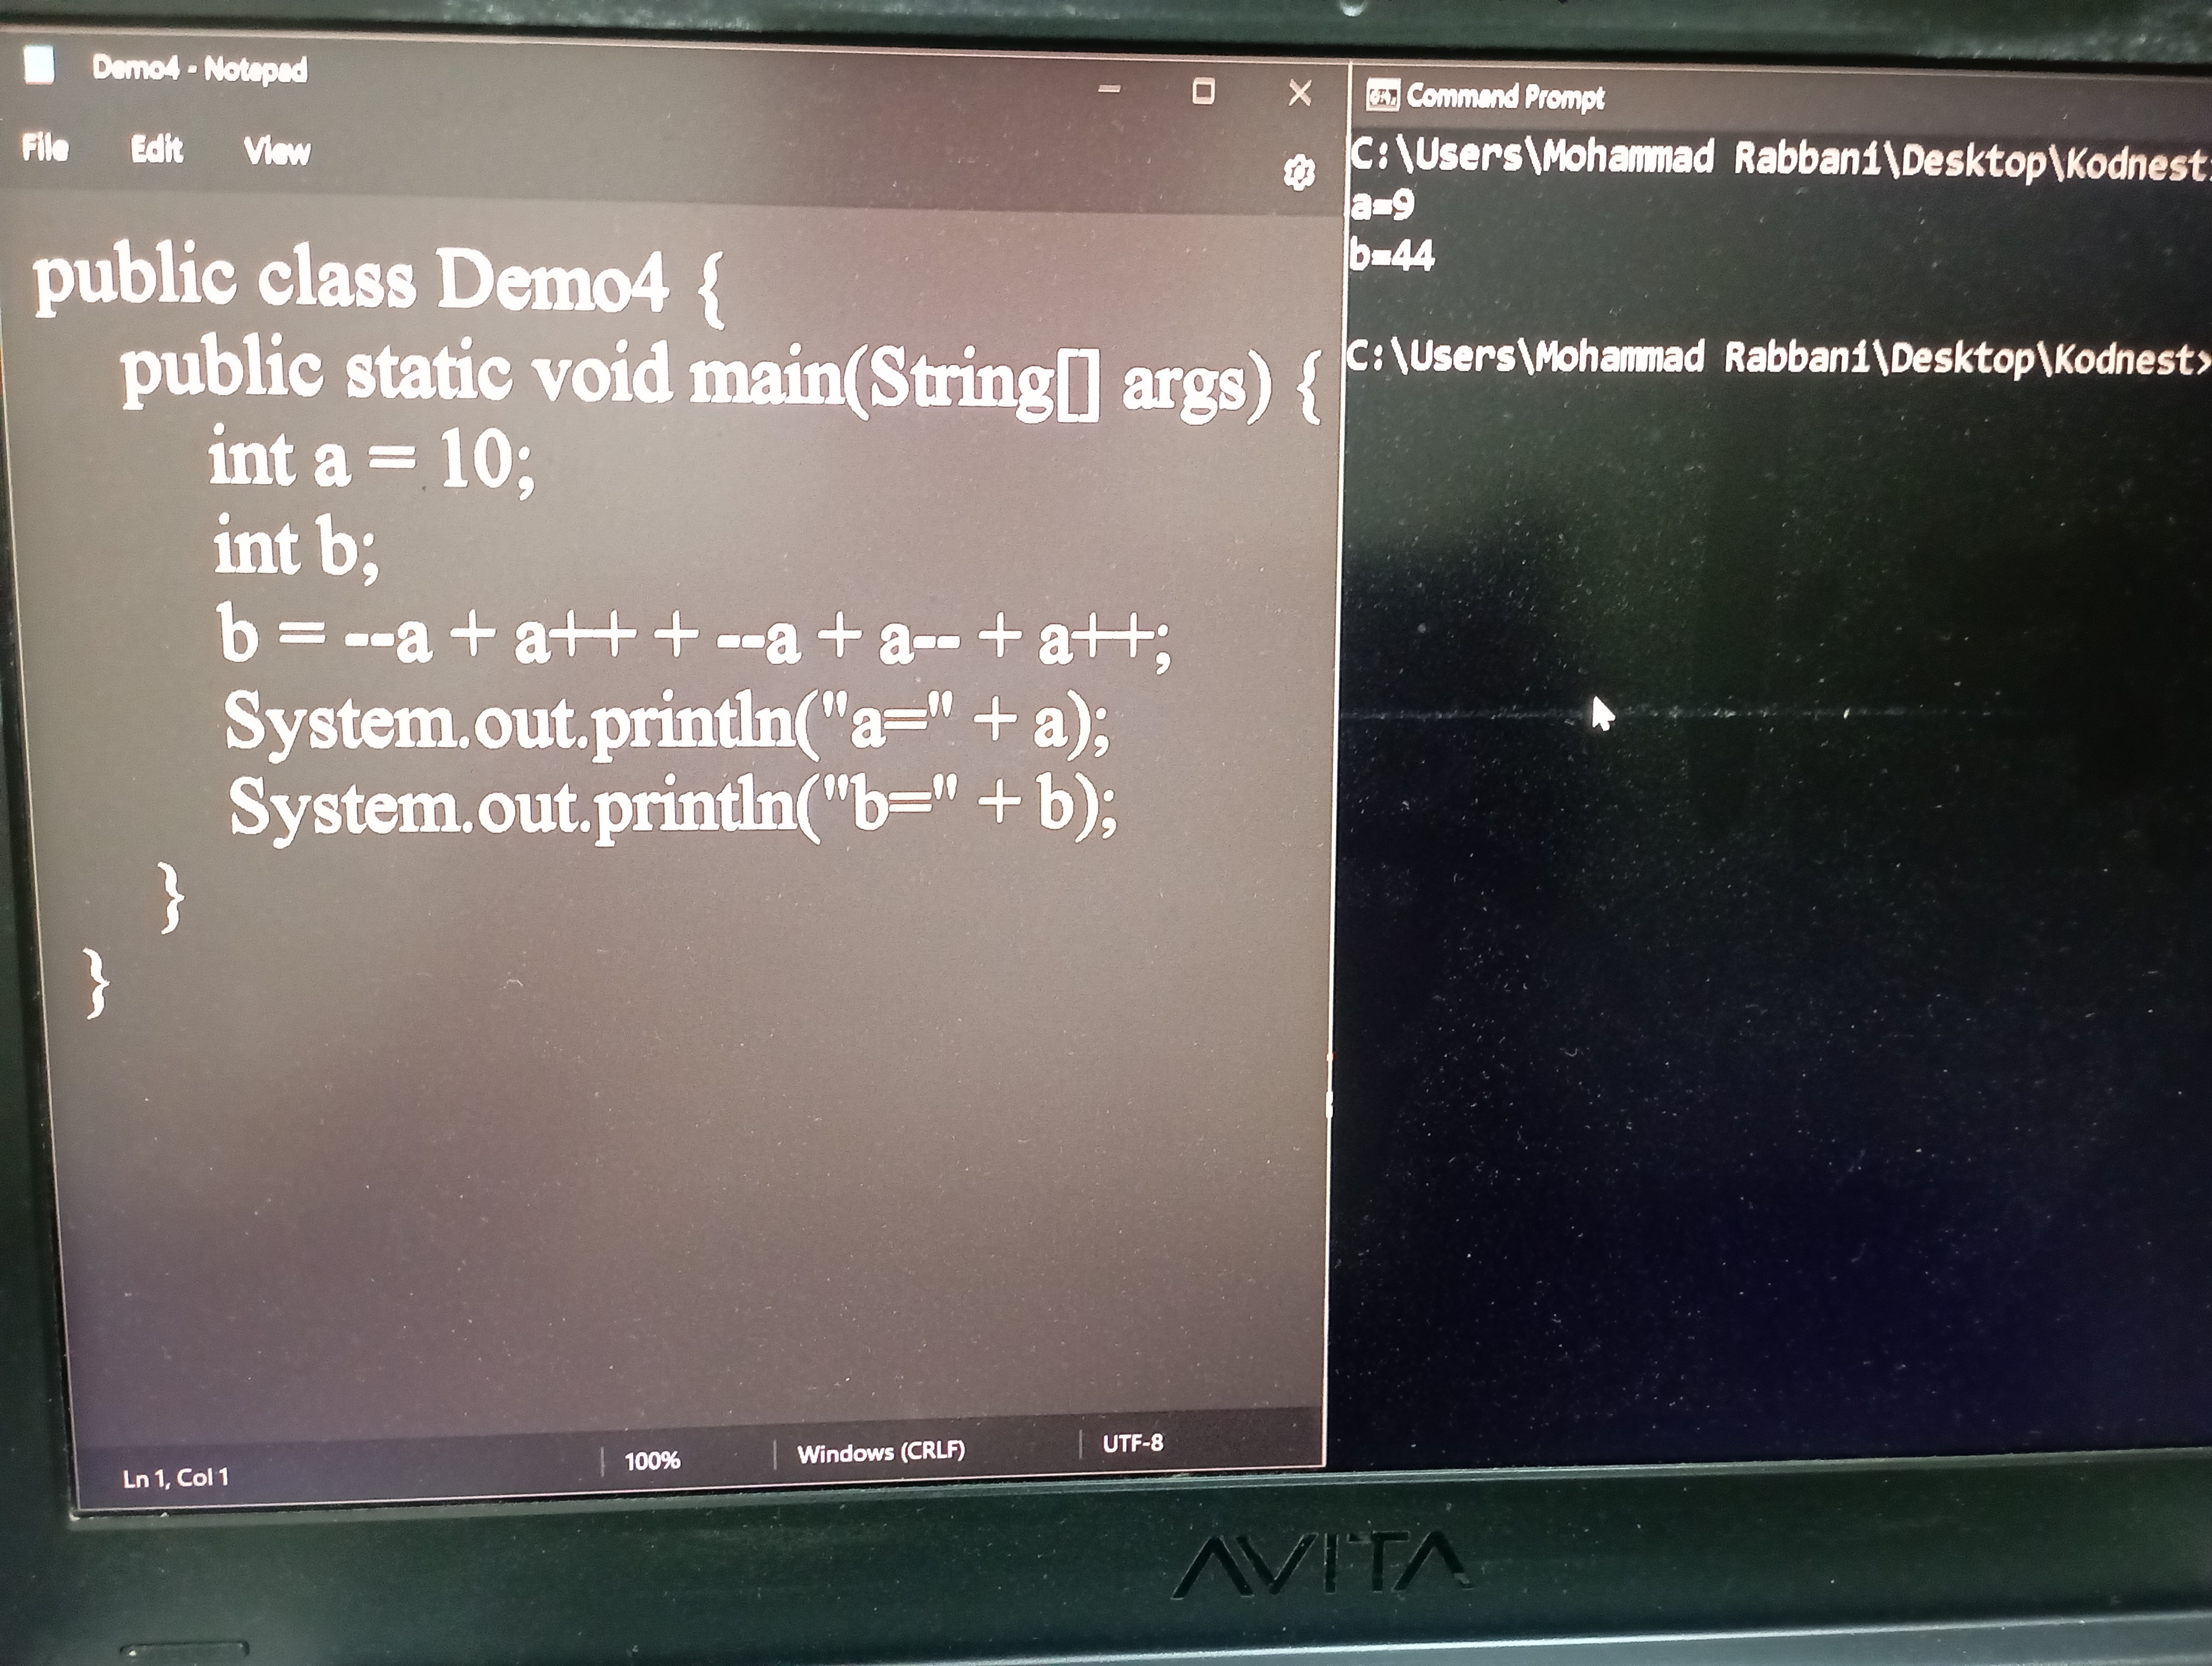 Demo4 - Notepad
File Edit View
public class Demo4 {
public static void main(String[] args) {
int a = 10;
int b;
b = --a + a++ + --a + a-- + a++;
System.out.println("a=" + a);
System.out.println("b=" + b);
}
}
Ln 1, Col 1 100% Windows (CRLF) UTF-8
Command Prompt
C:\Users\Mohammad Rabbani\Desktop\Kodnest>
a=9
b=44
C:\Users\Mohammad Rabbani\Desktop\Kodnest>
AVITA